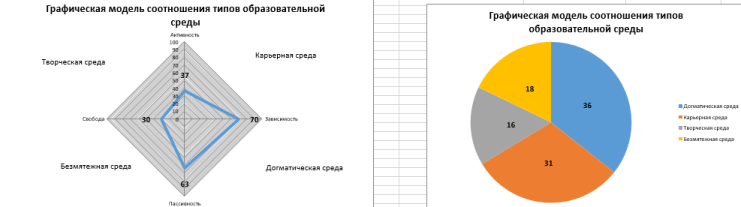 Графическая модель соотношения типов образовательной
среды
Активность
100
90
80
70
60
50
40
30
20
10
0
37
Творческая среда
Карьерная среда
Свобода
30
70
Зависимость
Безмятежная среда
Догматическая среда
63
Пассивность
Графическая модель соотношения типов
образовательной среды
18
36
16
31
Догматическая среда
Карьерная среда
Творческая среда
Безмятежная среда